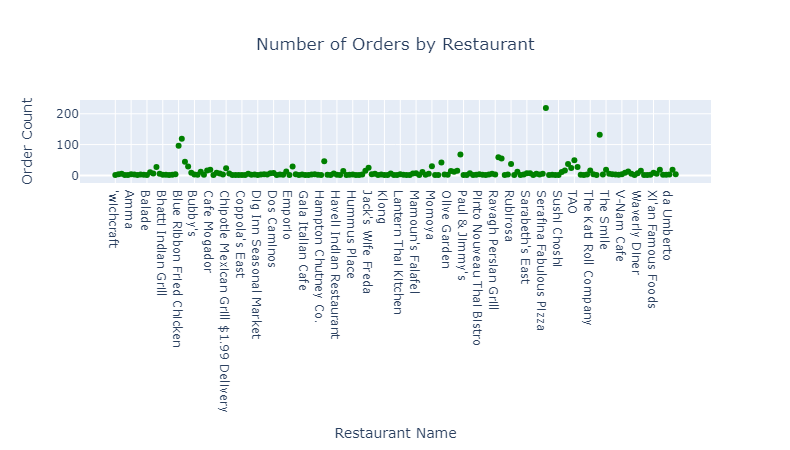 Number of Orders by Restaurant
Order Count
200
100
0
'wichcraft
Amma
Balade
Bhatti Indian Grill
Blue Ribbon Fried Chicken
Bubby's
Cafe Mogador
Chipotle Mexican Grill $1.99 Delivery
Coppola's East
Dig Inn Seasonal Market
Dos Caminos
Emporio
Gaia Italian Cafe
Hampton Chutney Co.
Haveli Indian Restaurant
Hummus Place
Jack's Wife Freda
Klong
Lantern Thai Kitchen
Mamoun's Falafel
Momoya
Olive Garden
Paul & Jimmy's
Pinto Nouveau Thai Bistro
Ravagh Persian Grill
Rubirosa
Sarabeth's East
Serafina Fabulous Pizza
Sushi Choshi
TAO
The Kati Roll Company
The Smile
V-Nam Cafe
Waverly Diner
Xi'an Famous Foods
da Umberto
Restaurant Name